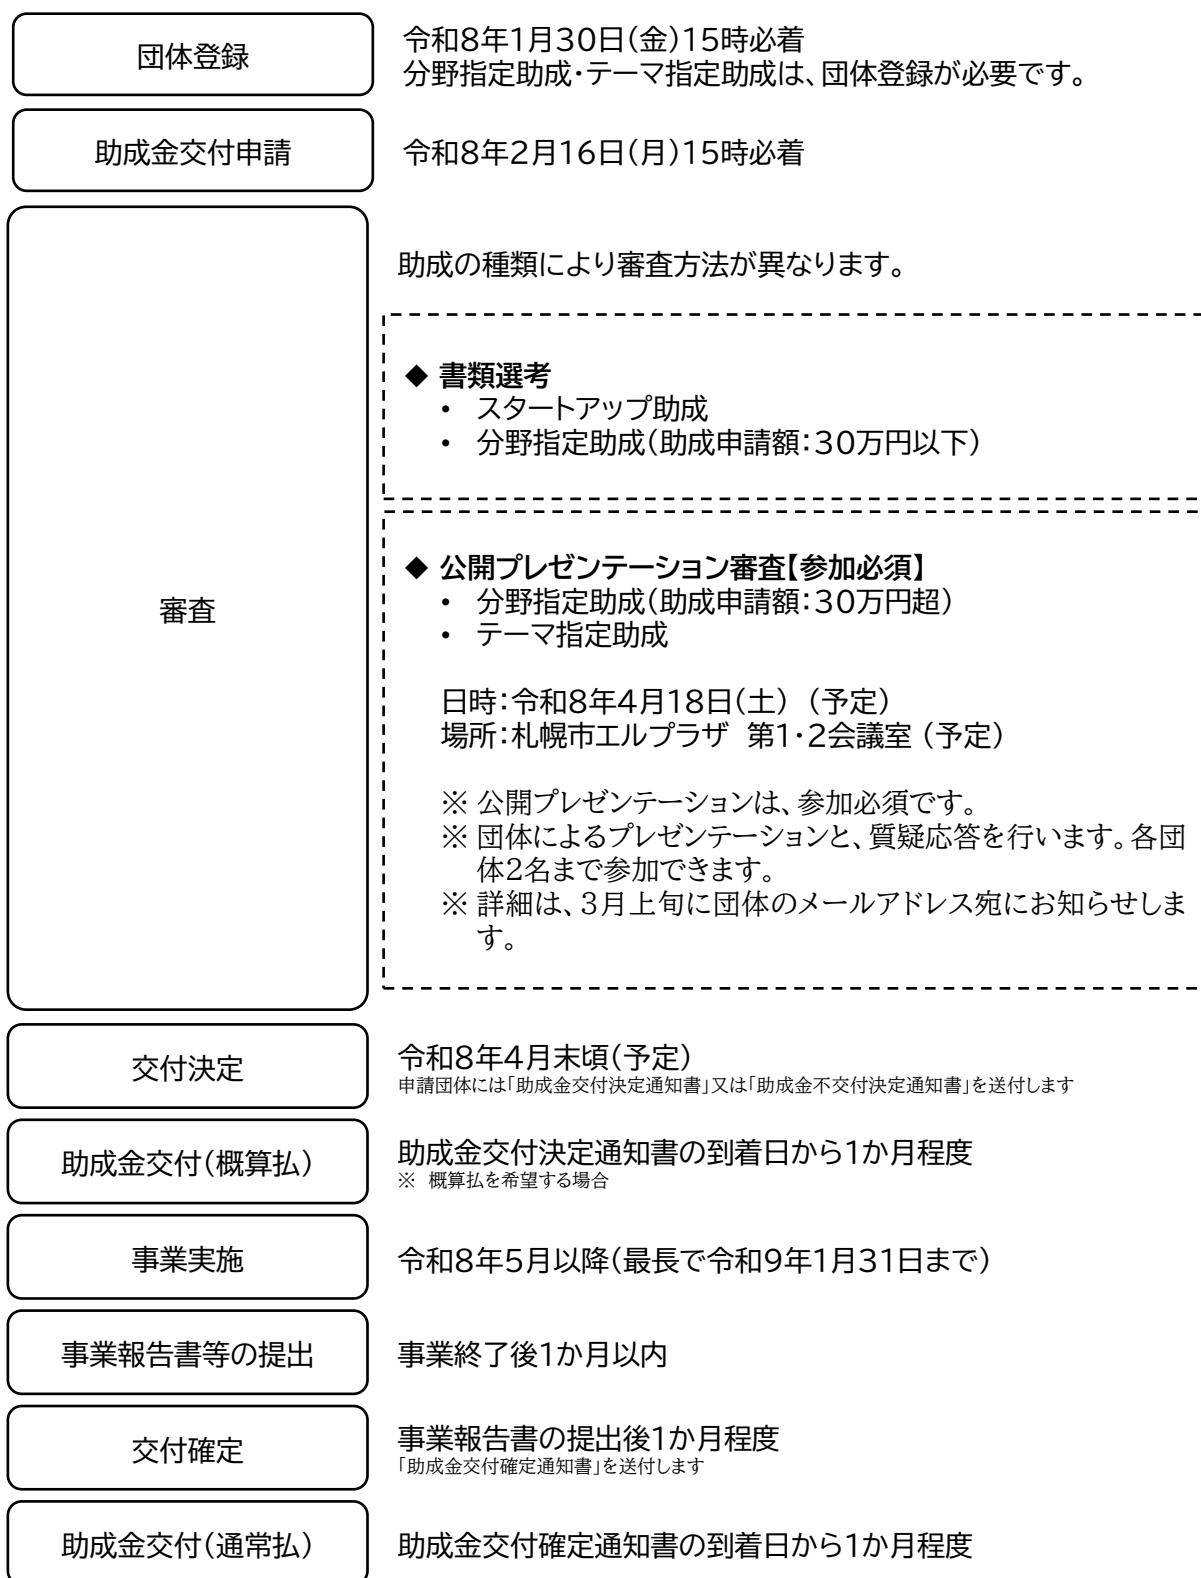 団体登録
令和8年1月30日(金)15時必着
分野指定助成・テーマ指定助成は、団体登録が必要です。
助成金交付申請
令和8年2月16日(月)15時必着
審査
助成の種類により審査方法が異なります。
◆ 書類選考
• スタートアップ助成
• 分野指定助成(助成申請額:30万円以下)
◆ 公開プレゼンテーション審査【参加必須】
• 分野指定助成(助成申請額:30万円超)
• テーマ指定助成
日時:令和8年4月18日(土) (予定)
場所:札幌市エルプラザ 第1・2会議室 (予定)
※ 公開プレゼンテーションは、参加必須です。
※ 団体によるプレゼンテーションと、質疑応答を行います。各団
体2名まで参加できます。
※ 詳細は、3月上旬に団体のメールアドレス宛にお知らせしま
す。
交付決定
令和8年4月末頃(予定)
申請団体には「助成金交付決定通知書」又は「助成金不交付決定通知書」を送付します
助成金交付(概算払)
助成金交付決定通知書の到着日から1か月程度
※ 概算払を希望する場合
事業実施
令和8年5月以降(最長で令和9年1月31日まで)
事業報告書等の提出
事業終了後1か月以内
交付確定
事業報告書の提出後1か月程度
「助成金交付確定通知書」を送付します
助成金交付(通常払)
助成金交付確定通知書の到着日から1か月程度